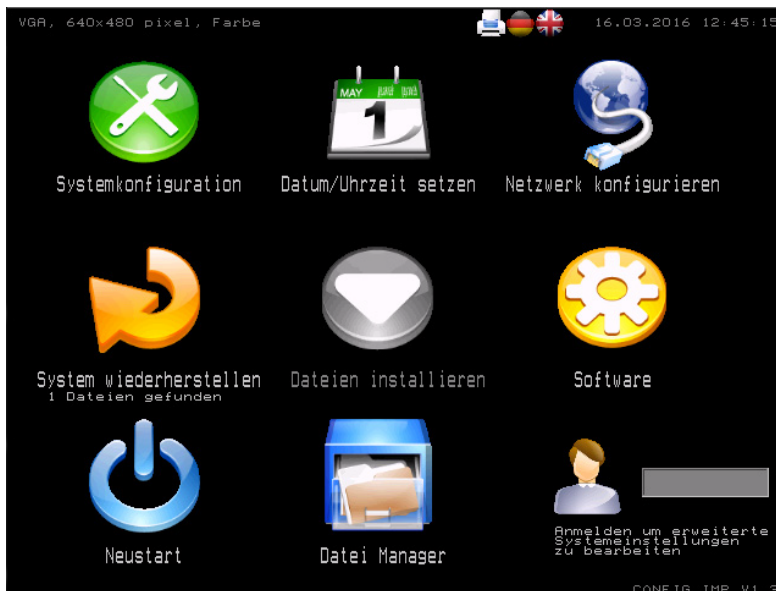 VGA, 640x480 pixel, Farbe
16.03.2016 12:45:15
MAY
1
Systemkonfiguration
Datum/Uhrzeit setzen
Netzwerk konfigurieren
System wiederherstellen
1 Dateien gefunden
Dateien installieren
Software
Neustart
Datei Manager
Anmelden um erweiterte
Systemeinstellungen
zu bearbeiten
CONFIG IMP V1.3